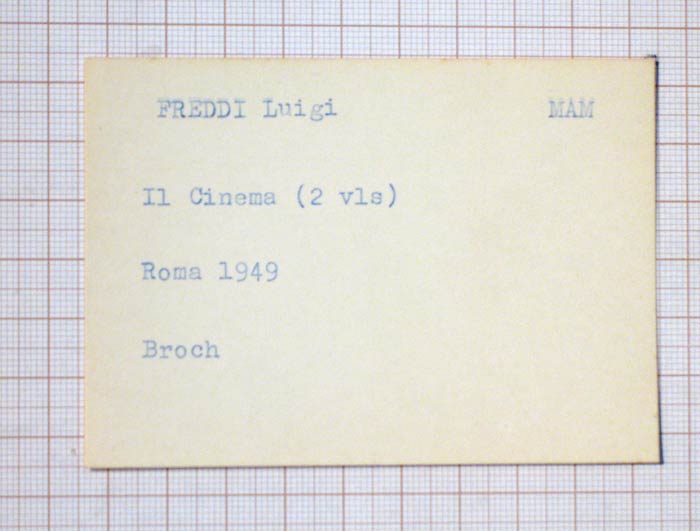 FREDDI Luigi MAM
Il Cinema (2 vls)
Roma 1949
Broch